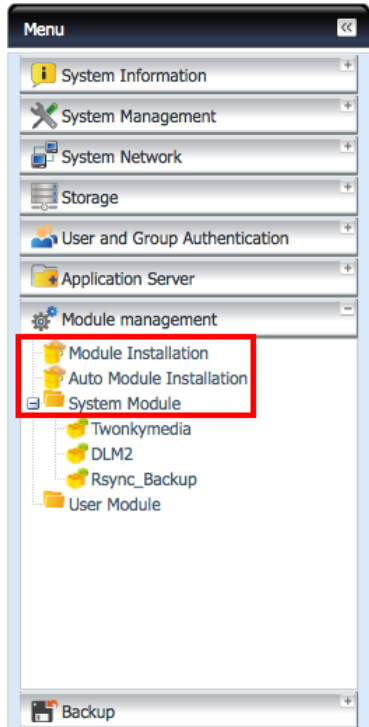 Menu
System Information
System Management
System Network
Storage
User and Group Authentication
Application Server
Module management
Module Installation
Auto Module Installation
System Module
Twonkymedia
DLM2
Rsync_Backup
User Module
Backup